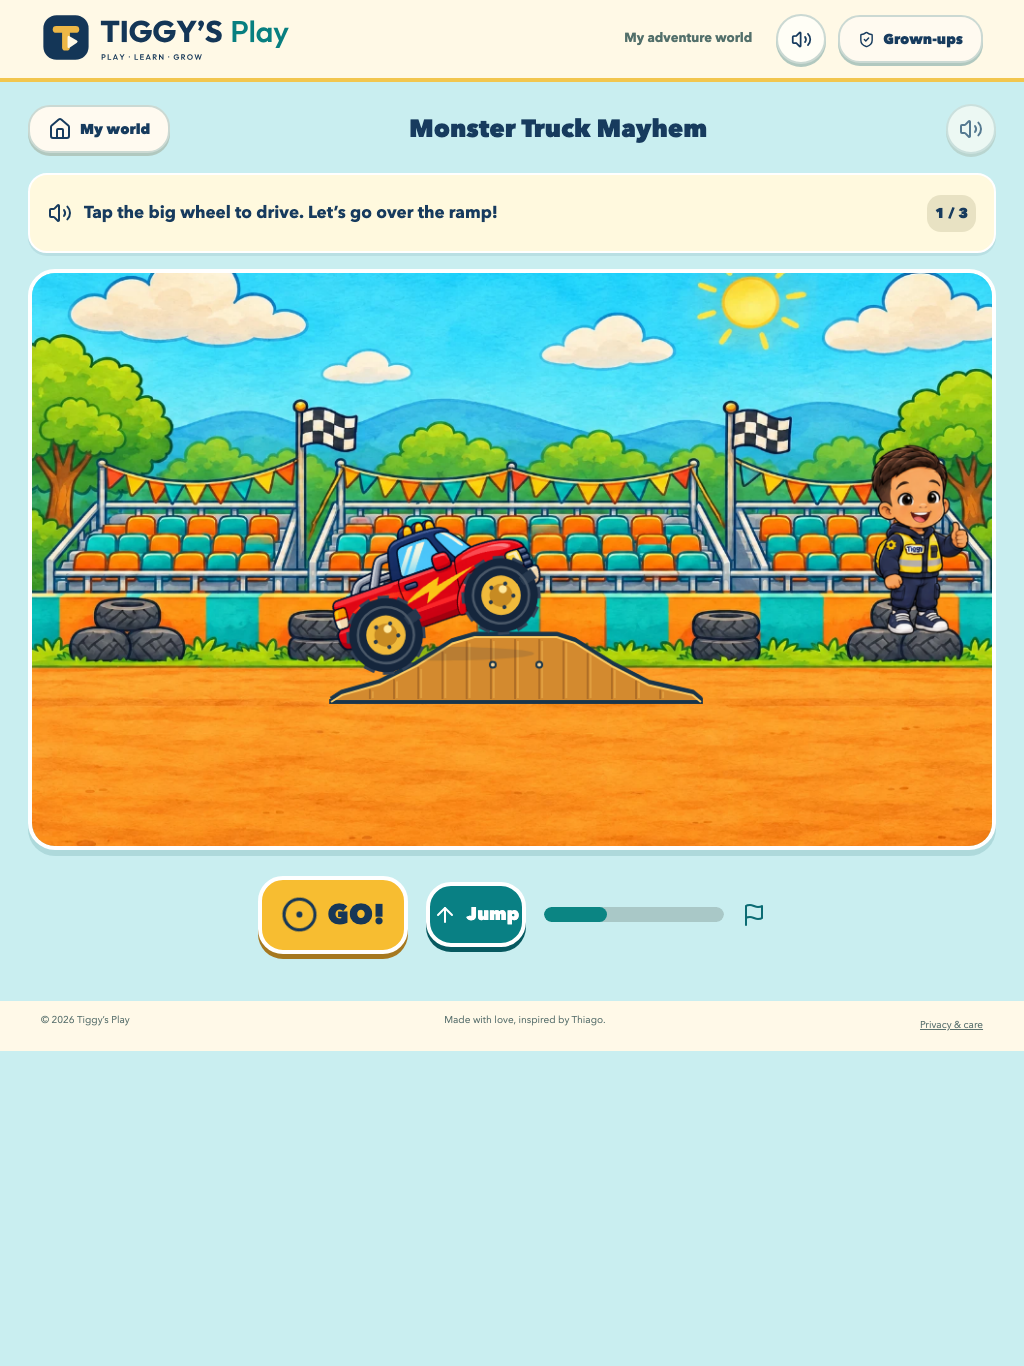 TIGGY’S Play
PLAY · LEARN · GROW
My adventure world
Grown-ups
My world
Monster Truck Mayhem
Tap the big wheel to drive. Let’s go over the ramp!
1 / 3
Tiggy
GO!
Jump
© 2026 Tiggy’s Play
Made with love, inspired by Thiago.
Privacy & care